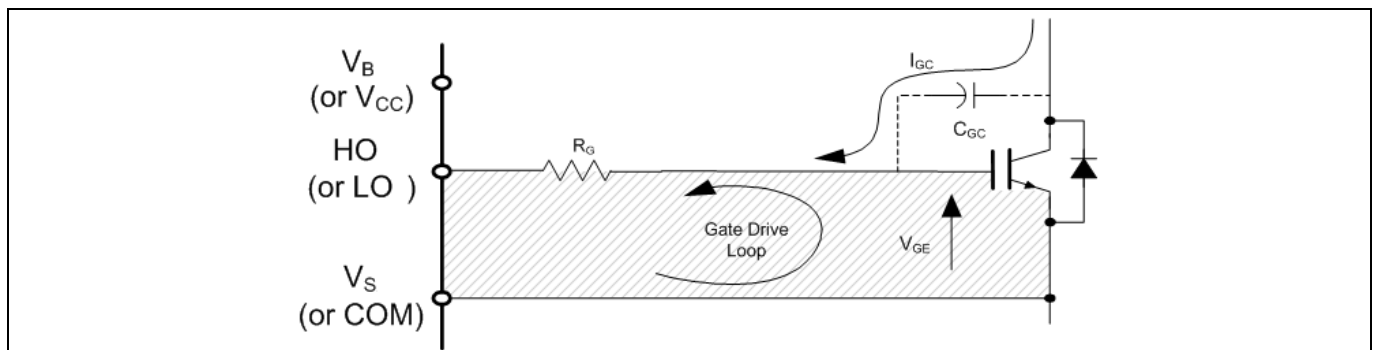 V_B
(or V_CC)
HO
(or LO )
V_S
(or COM)
R_G
I_GC
C_GC
Gate Drive
Loop
V_GE